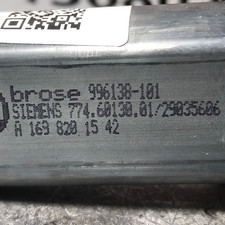 brose 996138-101
SIEMENS 774.60130.01/29035606
A 169 820 15 42